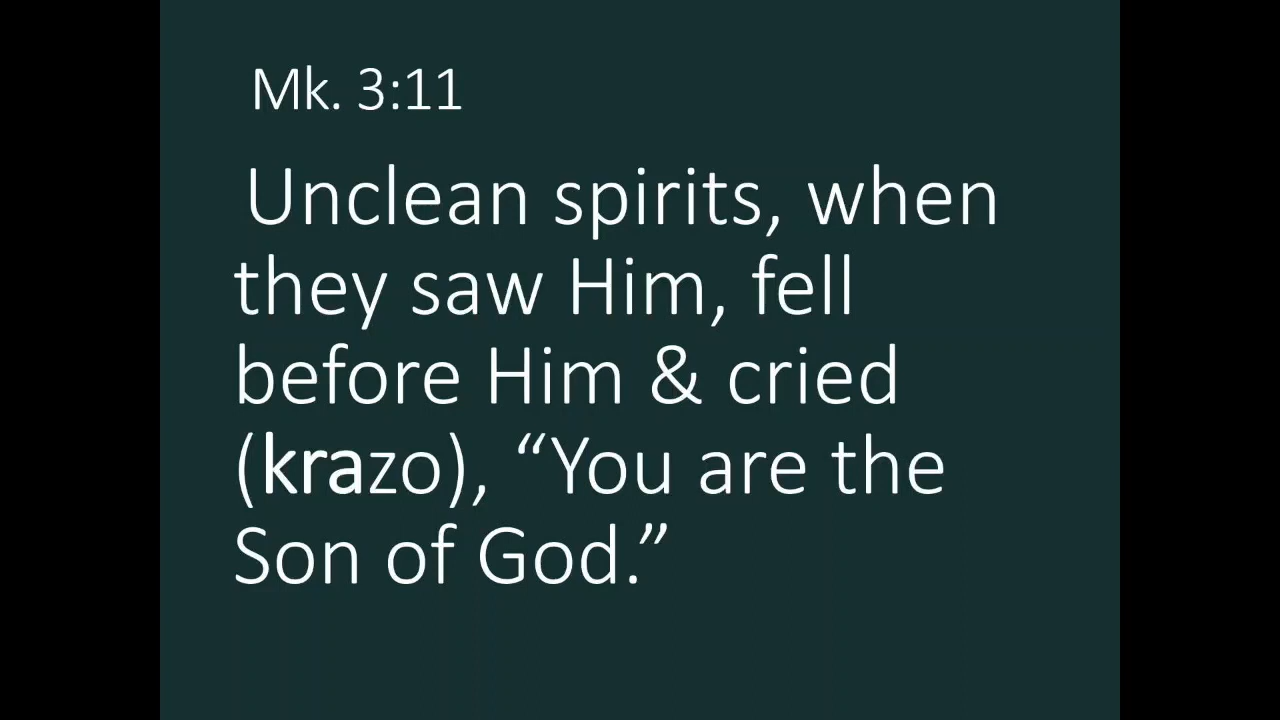 Mk. 3:11
Unclean spirits, when
they saw Him, fell
before Him & cried
(krazo), “You are the
Son of God.”